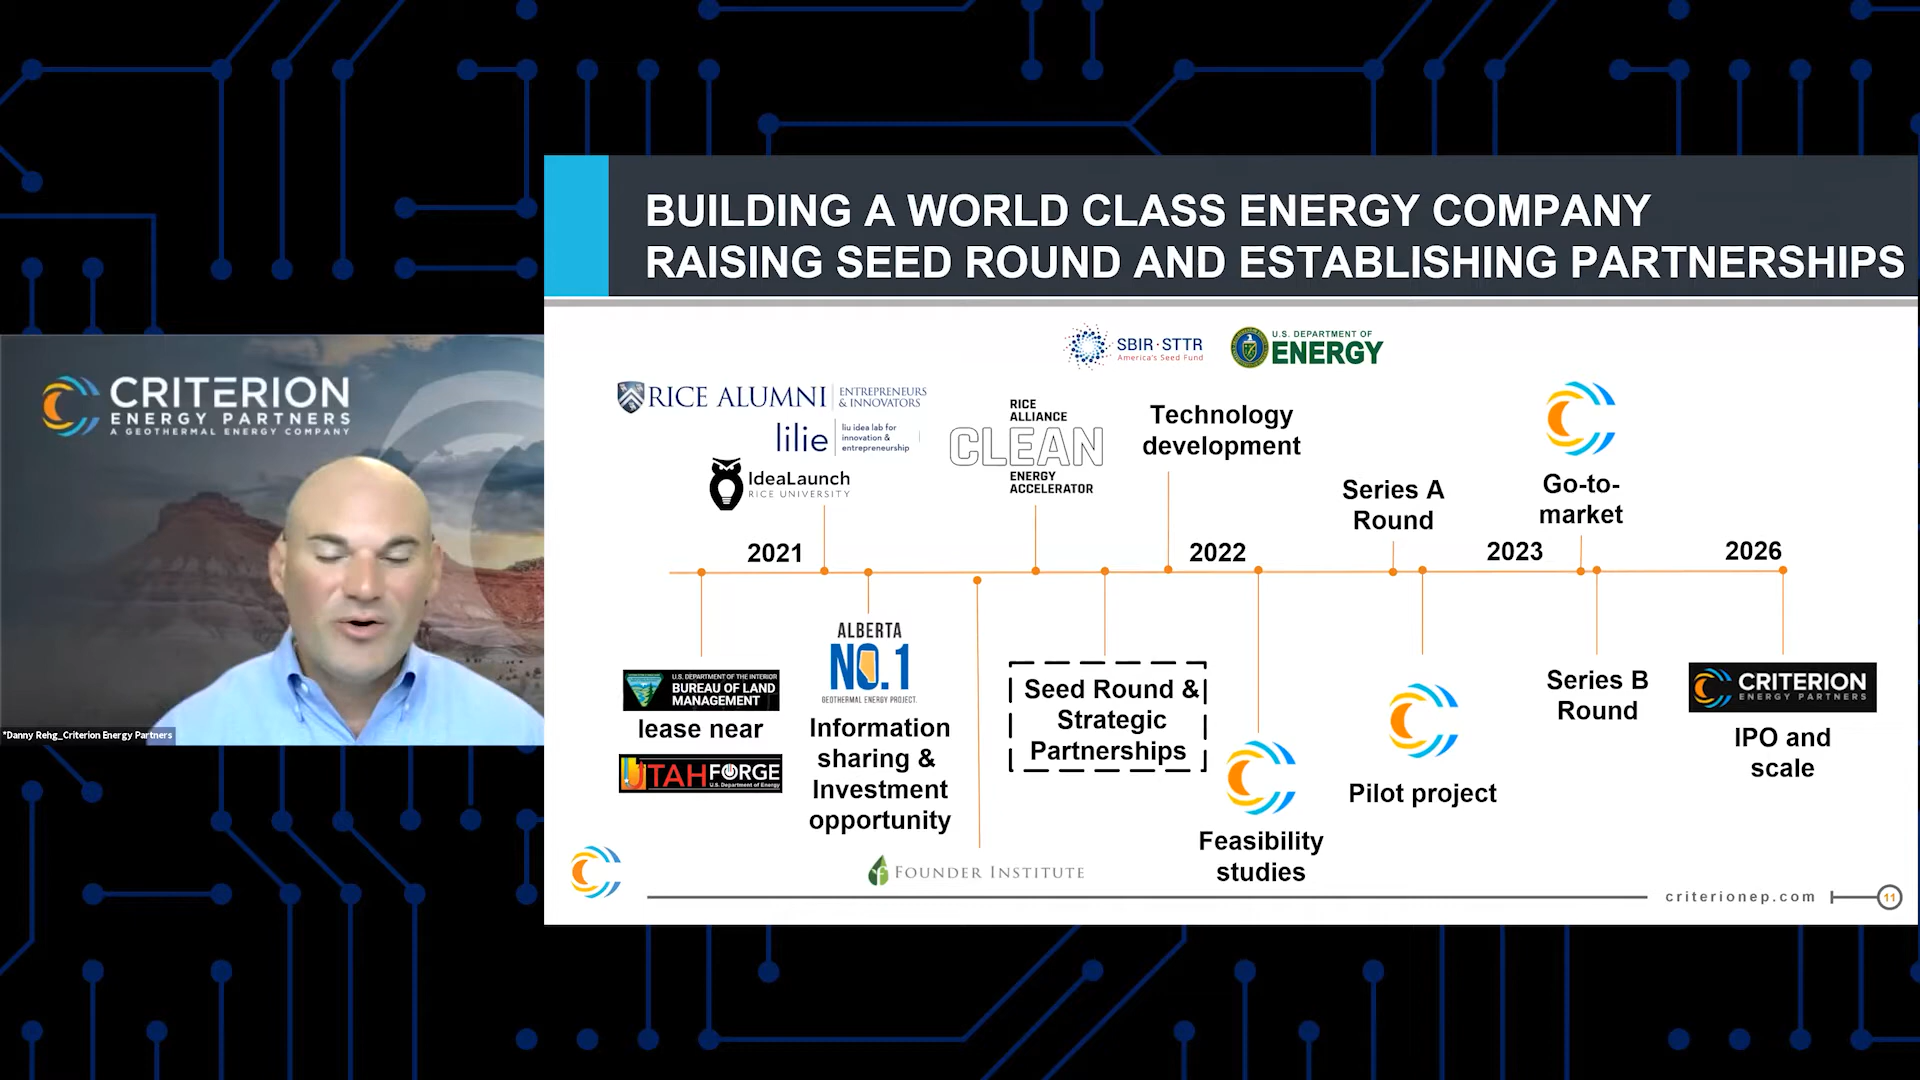 BUILDING A WORLD CLASS ENERGY COMPANY
RAISING SEED ROUND AND ESTABLISHING PARTNERSHIPS
CRITERION
ENERGY PARTNERS
A GEOTHERMAL ENERGY COMPANY
*Danny Rehg_Criterion Energy Partners
SBIR·STTR
America's Seed Fund
U.S. DEPARTMENT OF
ENERGY
RICE ALUMNI
ENTREPRENEURS
& INNOVATORS
lilie
liu idea lab for
innovation &
entrepreneurship
IdeaLaunch
RICE UNIVERSITY
RICE
ALLIANCE
CLEAN
ENERGY
ACCELERATOR
Technology
development
Series A
Round
Go-to-
market
2021
2022
2023
2026
U.S. DEPARTMENT OF THE INTERIOR
BUREAU OF LAND
MANAGEMENT
lease near
UTAH FORGE
U.S. Department of Energy
ALBERTA
NO.1
GEOTHERMAL ENERGY PROJECT.
Information
sharing &
Investment
opportunity
FOUNDER INSTITUTE
Seed Round &
Strategic
Partnerships
Feasibility
studies
Pilot project
Series B
Round
CRITERION
ENERGY PARTNERS
IPO and
scale
criterionep.com
11